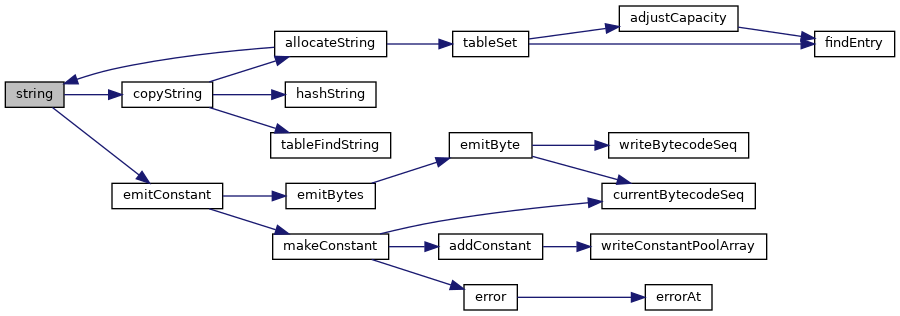 string
copyString
emitConstant
allocateString
hashString
tableFindString
emitBytes
makeConstant
tableSet
emitByte
addConstant
error
adjustCapacity
findEntry
writeBytecodeSeq
currentBytecodeSeq
writeConstantPoolArray
errorAt